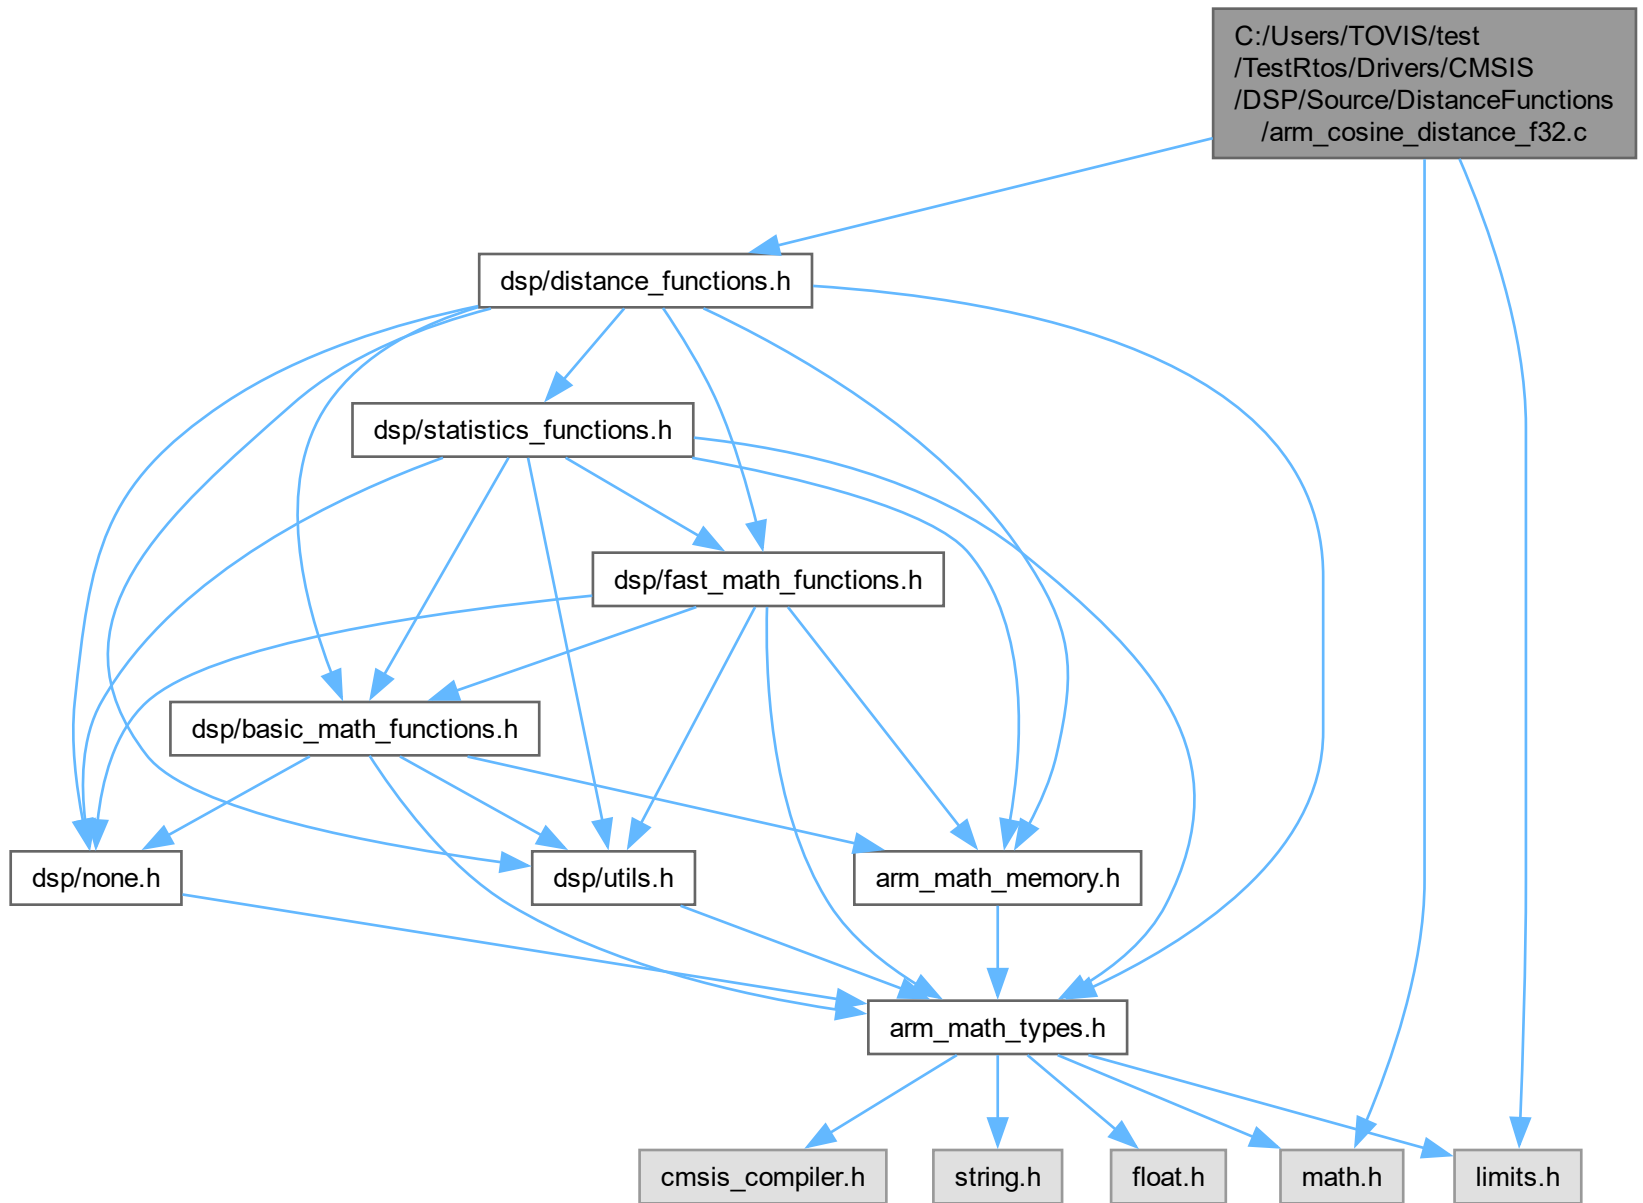 C:/Users/TOVIS/test
/TestRtos/Drivers/CMSIS
/DSP/Source/DistanceFunctions
/arm_cosine_distance_f32.c
dsp/distance_functions.h
dsp/statistics_functions.h
dsp/fast_math_functions.h
dsp/basic_math_functions.h
dsp/none.h
dsp/utils.h
arm_math_memory.h
arm_math_types.h
cmsis_compiler.h
string.h
float.h
math.h
limits.h